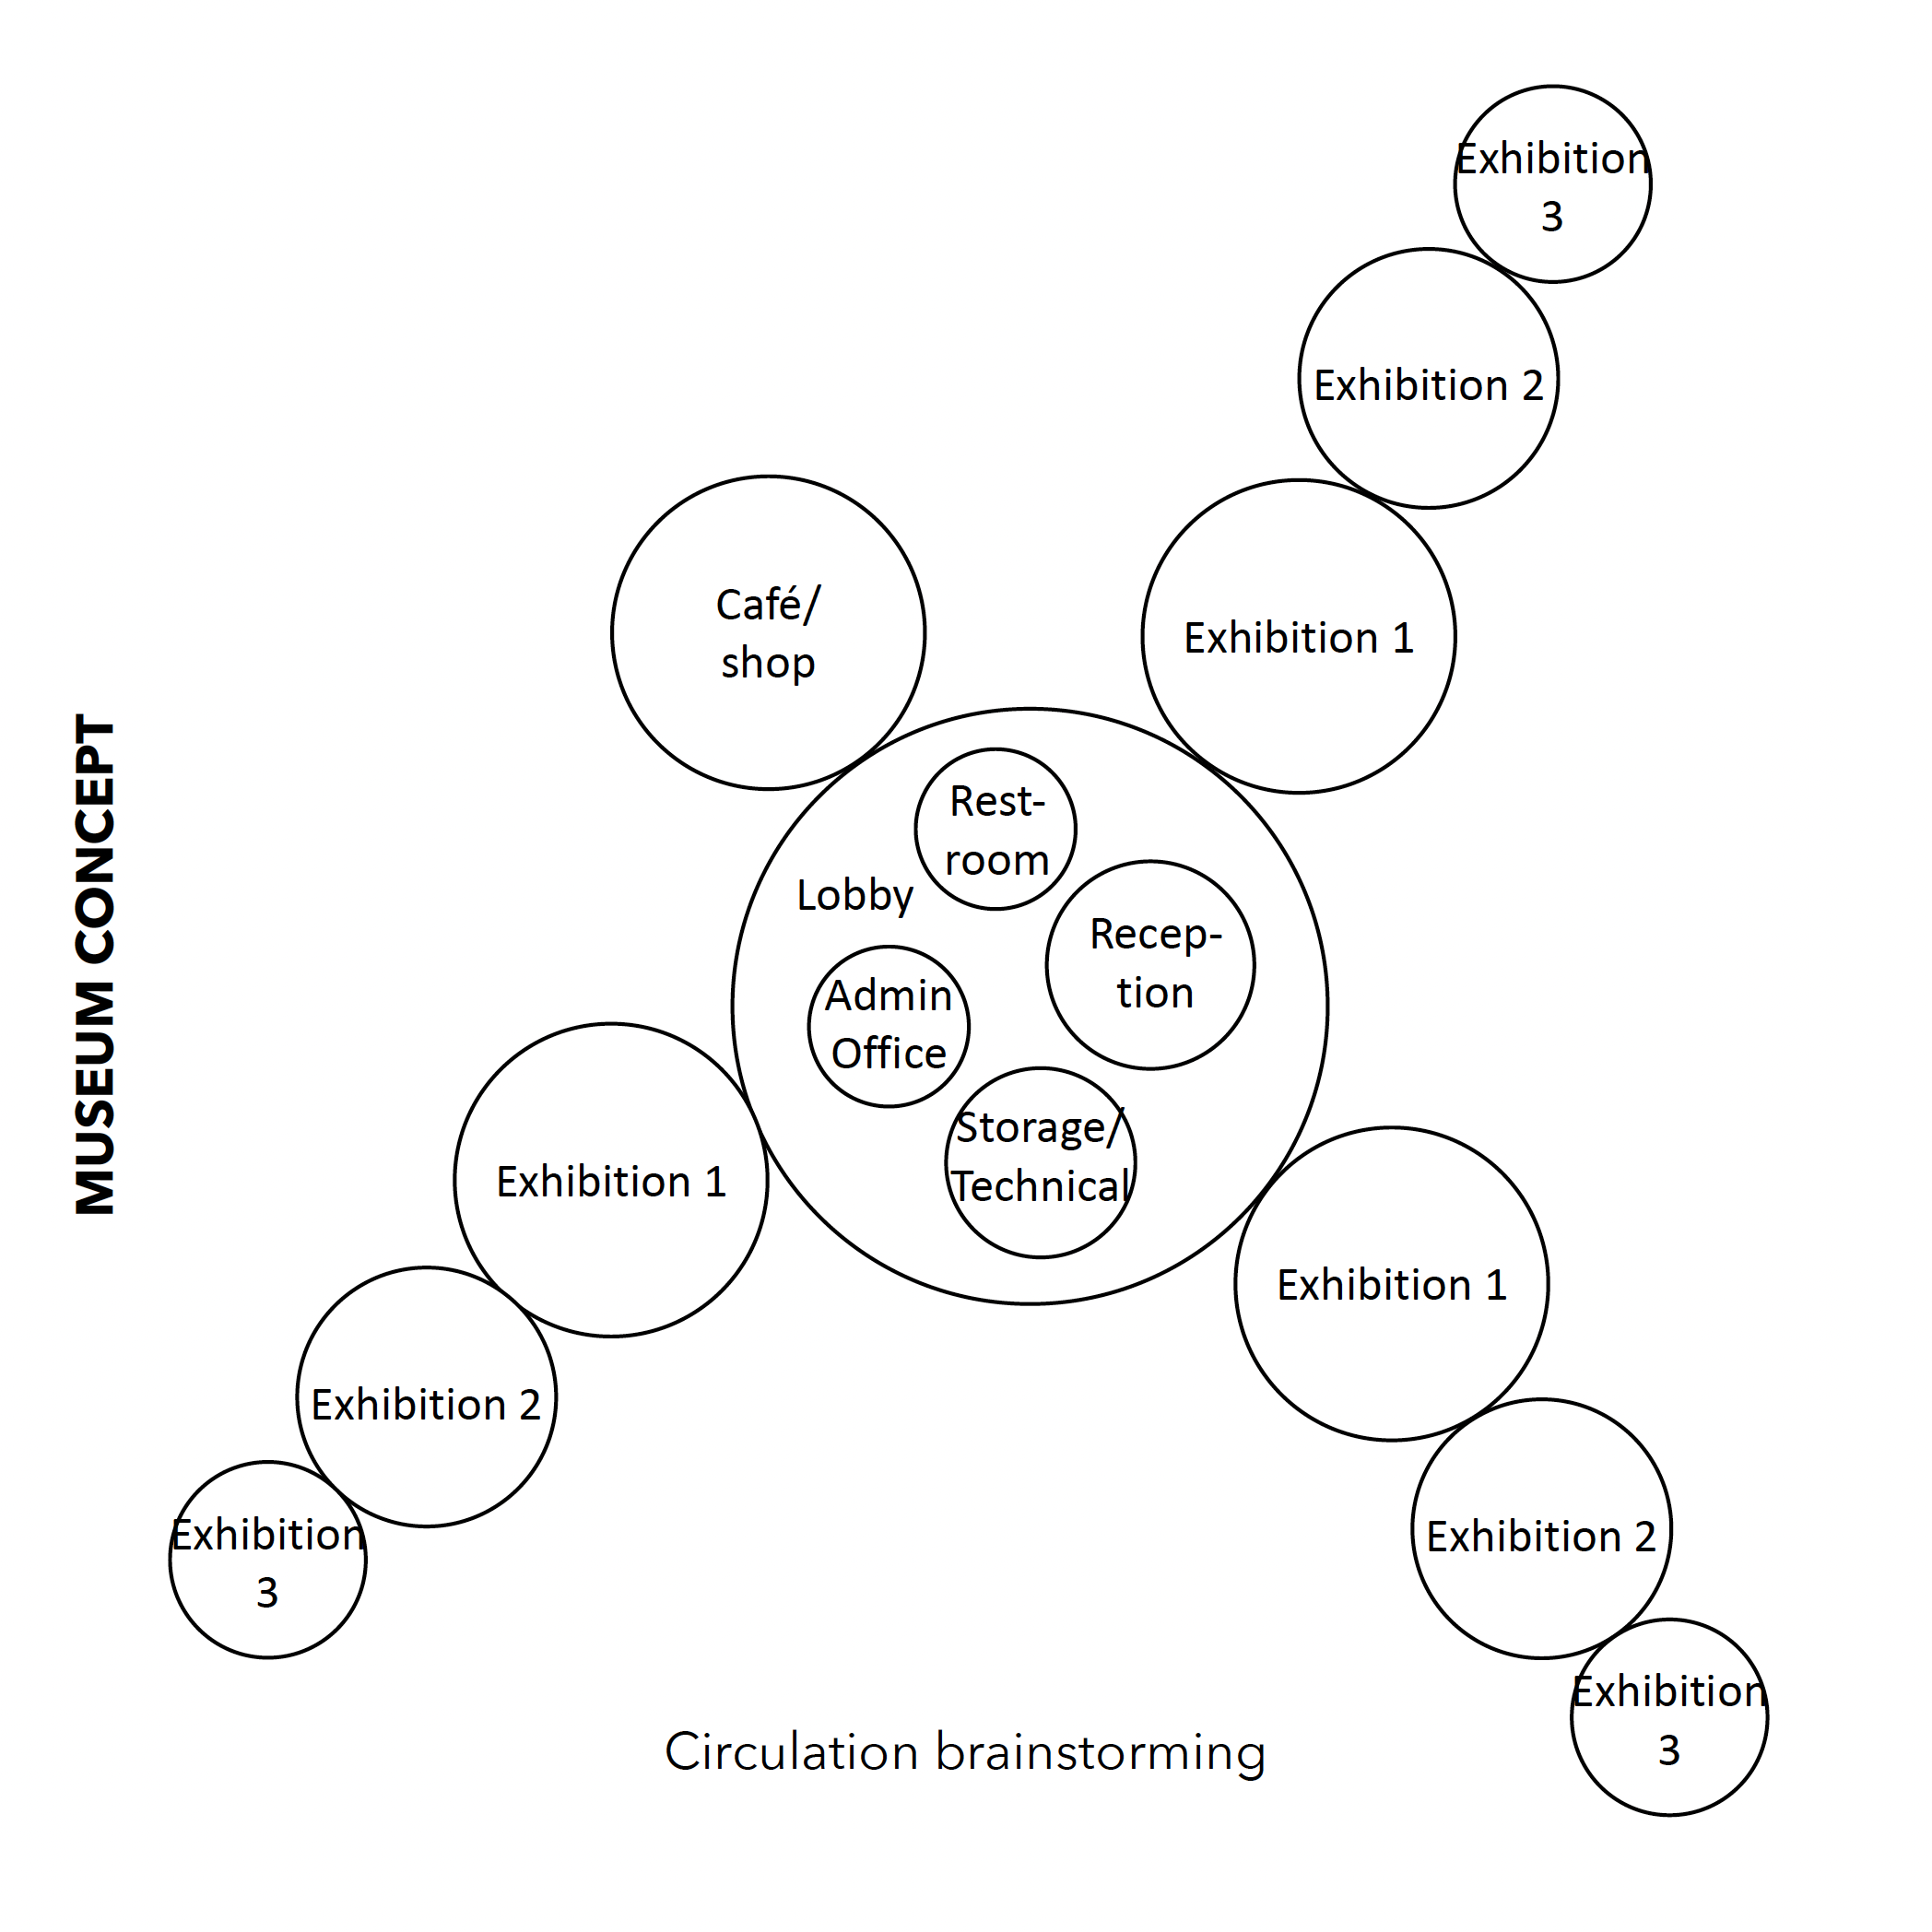 MUSEUM CONCEPT
Exhibition
3
Exhibition 2
Exhibition 1
Café/
shop
Rest-
room
Lobby
Recep-
tion
Admin
Office
Storage/
Technical
Exhibition 1
Exhibition 2
Exhibition
3
Exhibition 1
Exhibition 2
Exhibition
3
Circulation brainstorming